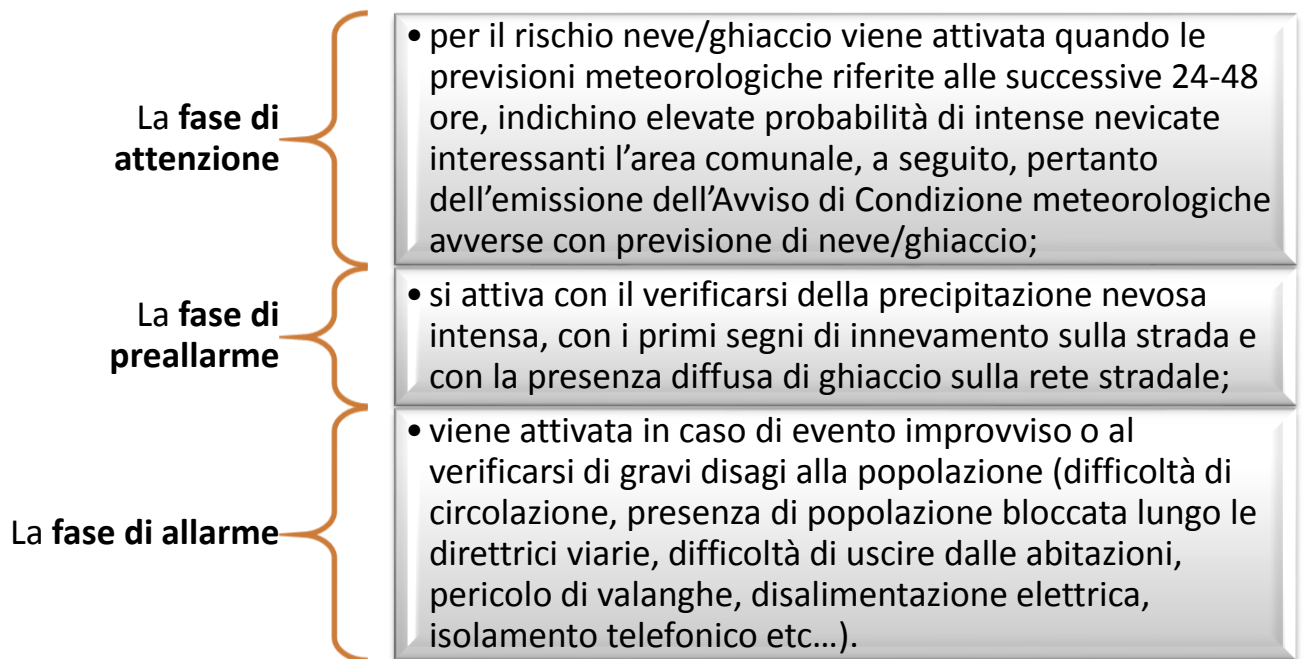 La fase di
attenzione
• per il rischio neve/ghiaccio viene attivata quando le
previsioni meteorologiche riferite alle successive 24-48
ore, indichino elevate probabilità di intense nevicate
interessanti l’area comunale, a seguito, pertanto
dell’emissione dell’Avviso di Condizione meteorologiche
avverse con previsione di neve/ghiaccio;
La fase di
preallarme
• si attiva con il verificarsi della precipitazione nevosa
intensa, con i primi segni di innevamento sulla strada e
con la presenza diffusa di ghiaccio sulla rete stradale;
La fase di allarme
• viene attivata in caso di evento improvviso o al
verificarsi di gravi disagi alla popolazione (difficoltà di
circolazione, presenza di popolazione bloccata lungo le
direttrici viarie, difficoltà di uscire dalle abitazioni,
pericolo di valanghe, disalimentazione elettrica,
isolamento telefonico etc…).